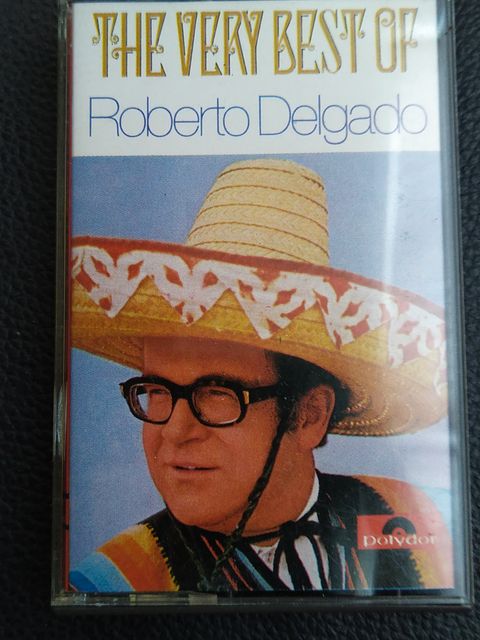 THE VERY BEST OF
Roberto Delgado
Polydor